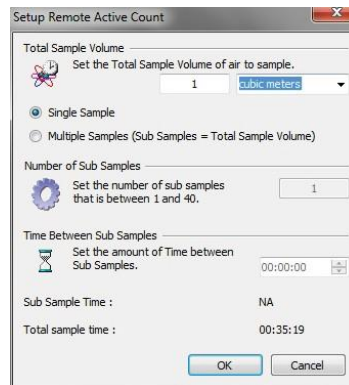 Setup Remote Active Count
Total Sample Volume
Set the Total Sample Volume of air to sample.
1 cubic meters
Single Sample
Multiple Samples (Sub Samples = Total Sample Volume)
Number of Sub Samples
Set the number of sub samples that is between 1 and 40.
1
Time Between Sub Samples
Set the amount of Time between Sub Samples.
00:00:00
Sub Sample Time : NA
Total sample time : 00:35:19
OK Cancel